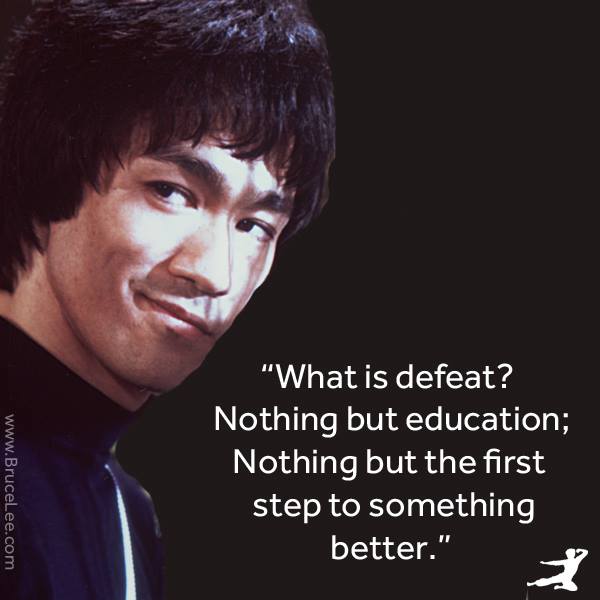 “What is defeat?
Nothing but education;
Nothing but the first
step to something
better.”
www.BruceLee.com